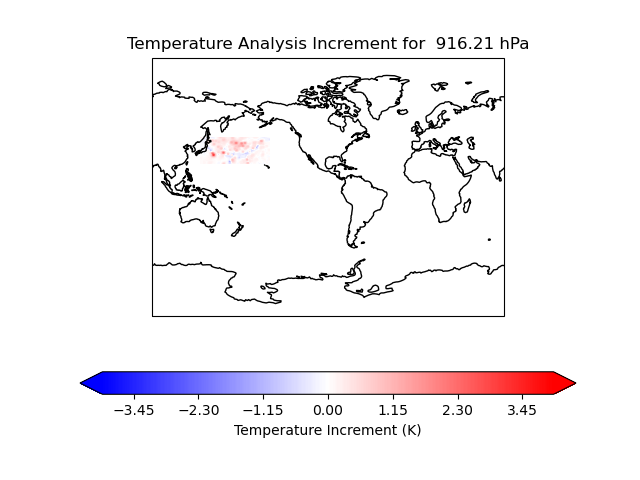 Temperature Analysis Increment for  916.21 hPa
−3.45 −2.30 −1.15 0.00 1.15 2.30 3.45
Temperature Increment (K)